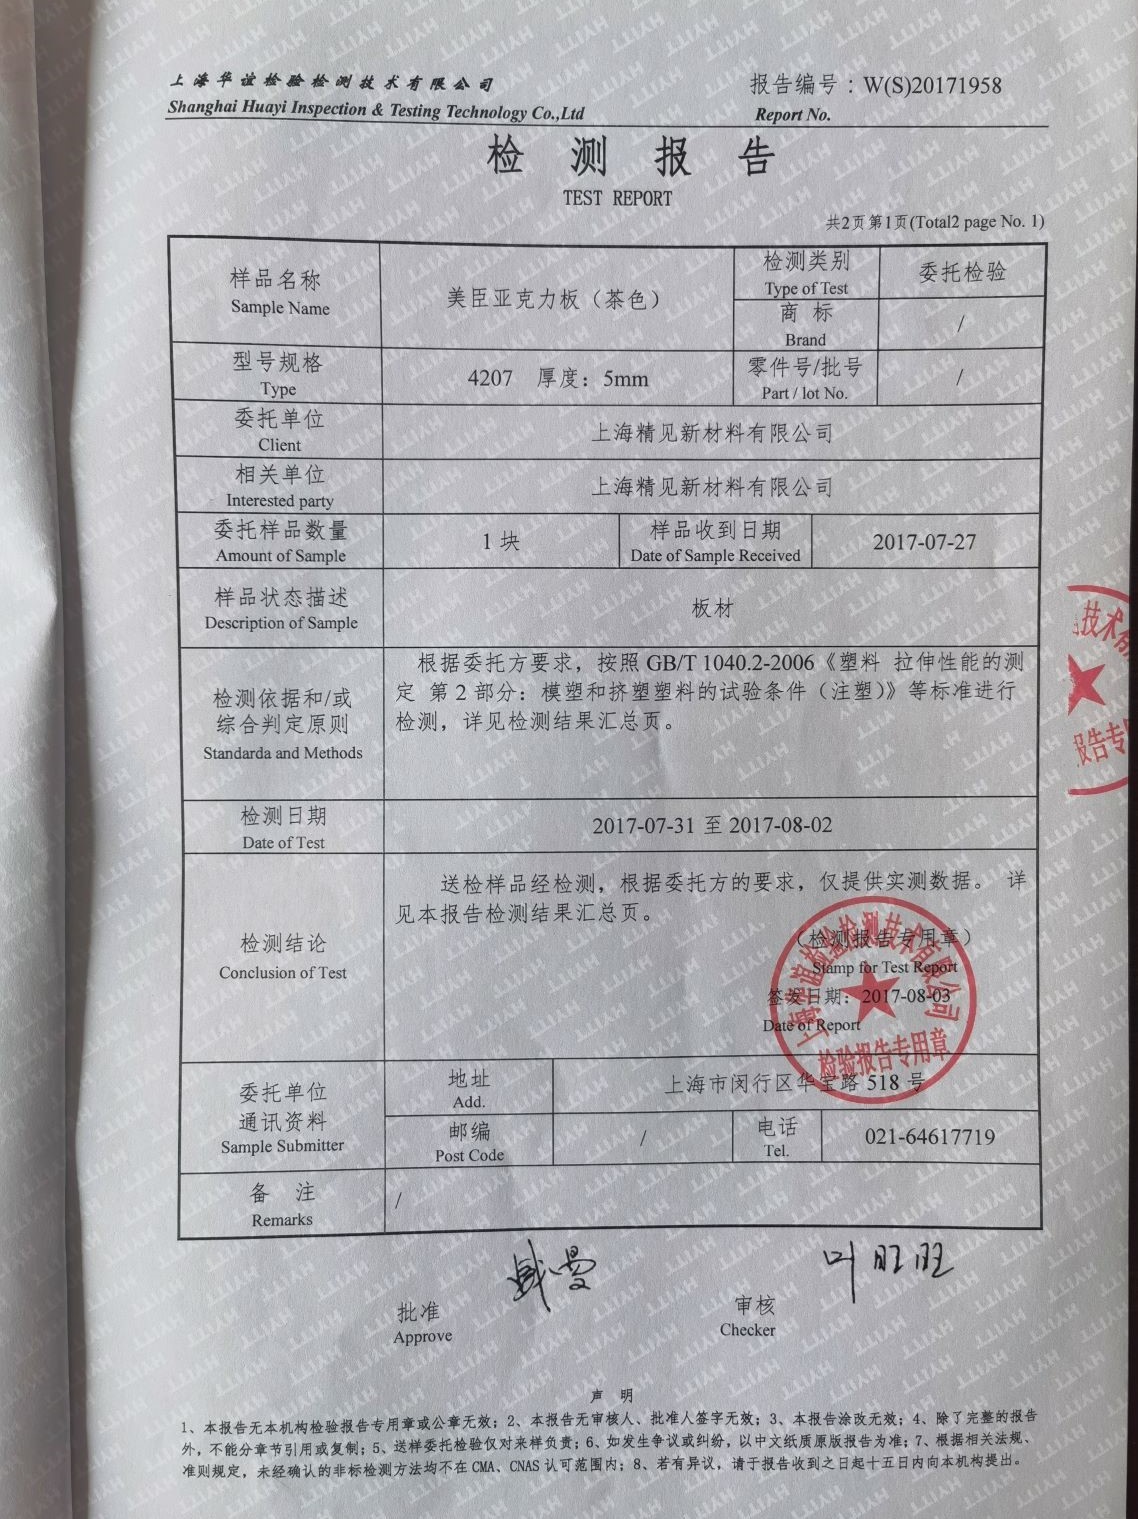 上海华谊检验检测技术有限公司
Shanghai Huayi Inspection & Testing Technology Co.,Ltd
报告编号：W(S)20171958
Report No.
检 测 报 告
TEST REPORT
共2页第1页(Total2 page No. 1)
样品名称
Sample Name
美臣亚克力板（茶色）
检测类别
Type of Test
委托检验
商 标
Brand
/
型号规格
Type
4207 厚度：5mm
零件号/批号
Part / lot No.
/
委托单位
Client
上海精见新材料有限公司
相关单位
Interested party
上海精见新材料有限公司
委托样品数量
Amount of Sample
1 块
样品收到日期
Date of Sample Received
2017-07-27
样品状态描述
Description of Sample
板材
检测依据和/或
综合判定原则
Standarda and Methods
根据委托方要求，按照 GB/T 1040.2-2006《塑料 拉伸性能的测
定 第 2 部分：模塑和挤塑塑料的试验条件（注塑)》等标准进行
检测，详见检测结果汇总页。
技术有
报告专
检测日期
Date of Test
2017-07-31 至 2017-08-02
检测结论
Conclusion of Test
送检样品经检测，根据委托方的要求，仅提供实测数据。 详
见本报告检测结果汇总页。
（检测报告专用章）
Stamp for Test Report
签发日期：2017-08-03
Date of Report
上海华谊检验检测技术有限公司
检验报告专用章
委托单位
通讯资料
Sample Submitter
地址
Add.
上海市闵行区华宝路 518 号
邮编
Post Code
/
电话
Tel.
021-64617719
备 注
Remarks
/
批准
Approve
审核
Checker
叶旺旺
声 明
1、本报告无本机构检验报告专用章或公章无效；2、本报告无审核人、批准人签字无效；3、本报告涂改无效；4、除了完整的报告
外，不能分章节引用或复制；5、送样委托检验仅对来样负责；6、如发生争议或纠纷，以中文纸质原版报告为准；7、根据相关法规、
准则规定，未经确认的非标检测方法均不在 CMA、CNAS 认可范围内；8、若有异议，请于报告收到之日起十五日内向本机构提出。